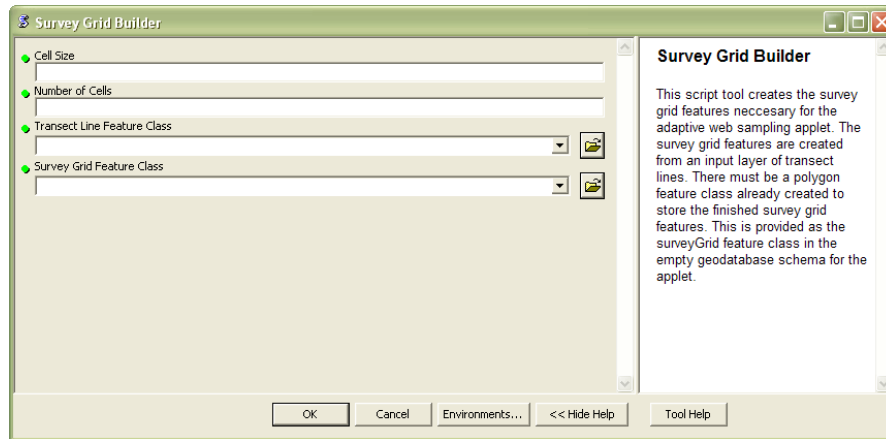 Survey Grid Builder
Cell Size
Number of Cells
Transect Line Feature Class
Survey Grid Feature Class
Survey Grid Builder
This script tool creates the survey
grid features neccesary for the
adaptive web sampling applet. The
survey grid features are created
from an input layer of transect
lines. There must be a polygon
feature class already created to
store the finished survey grid
features. This is provided as the
surveyGrid feature class in the
empty geodatabase schema for the
applet.
OK
Cancel
Environments...
<< Hide Help
Tool Help